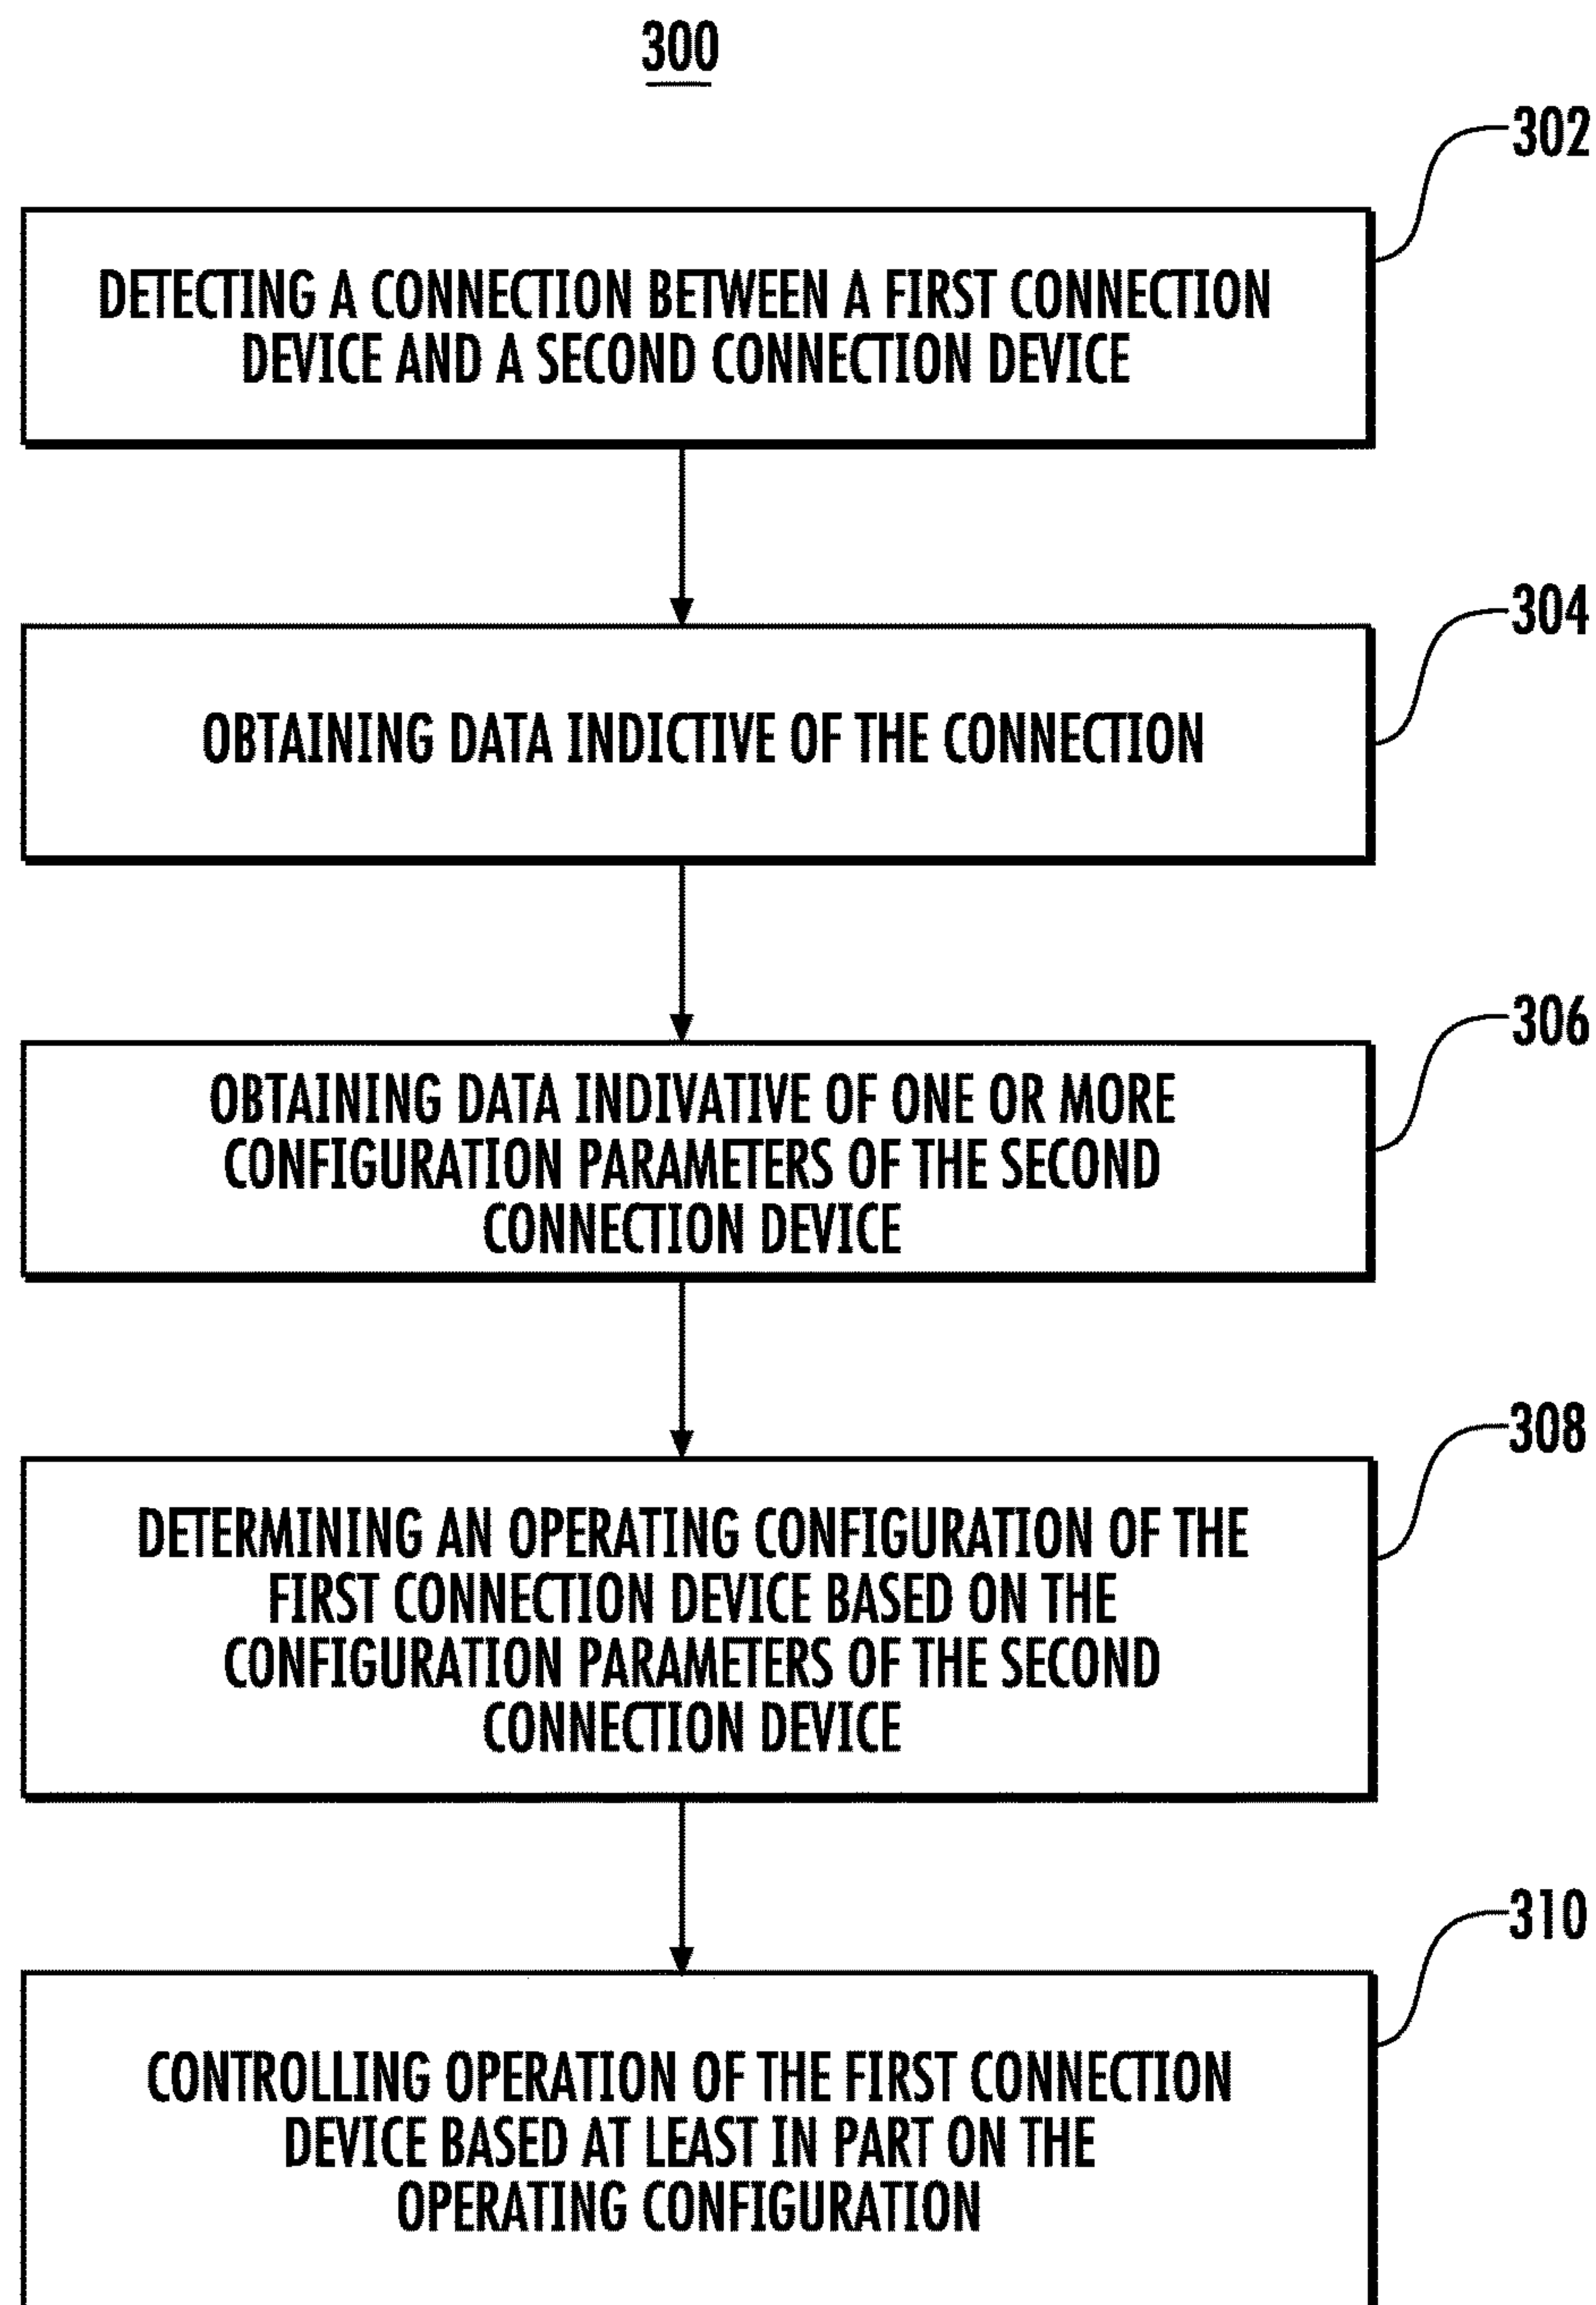 300
302
DETECTING A CONNECTION BETWEEN A FIRST CONNECTION
DEVICE AND A SECOND CONNECTION DEVICE
304
OBTAINING DATA INDICTIVE OF THE CONNECTION
306
OBTAINING DATA INDIVATIVE OF ONE OR MORE
CONFIGURATION PARAMETERS OF THE SECOND
CONNECTION DEVICE
308
DETERMINING AN OPERATING CONFIGURATION OF THE
FIRST CONNECTION DEVICE BASED ON THE
CONFIGURATION PARAMETERS OF THE SECOND
CONNECTION DEVICE
310
CONTROLLING OPERATION OF THE FIRST CONNECTION
DEVICE BASED AT LEAST IN PART ON THE
OPERATING CONFIGURATION